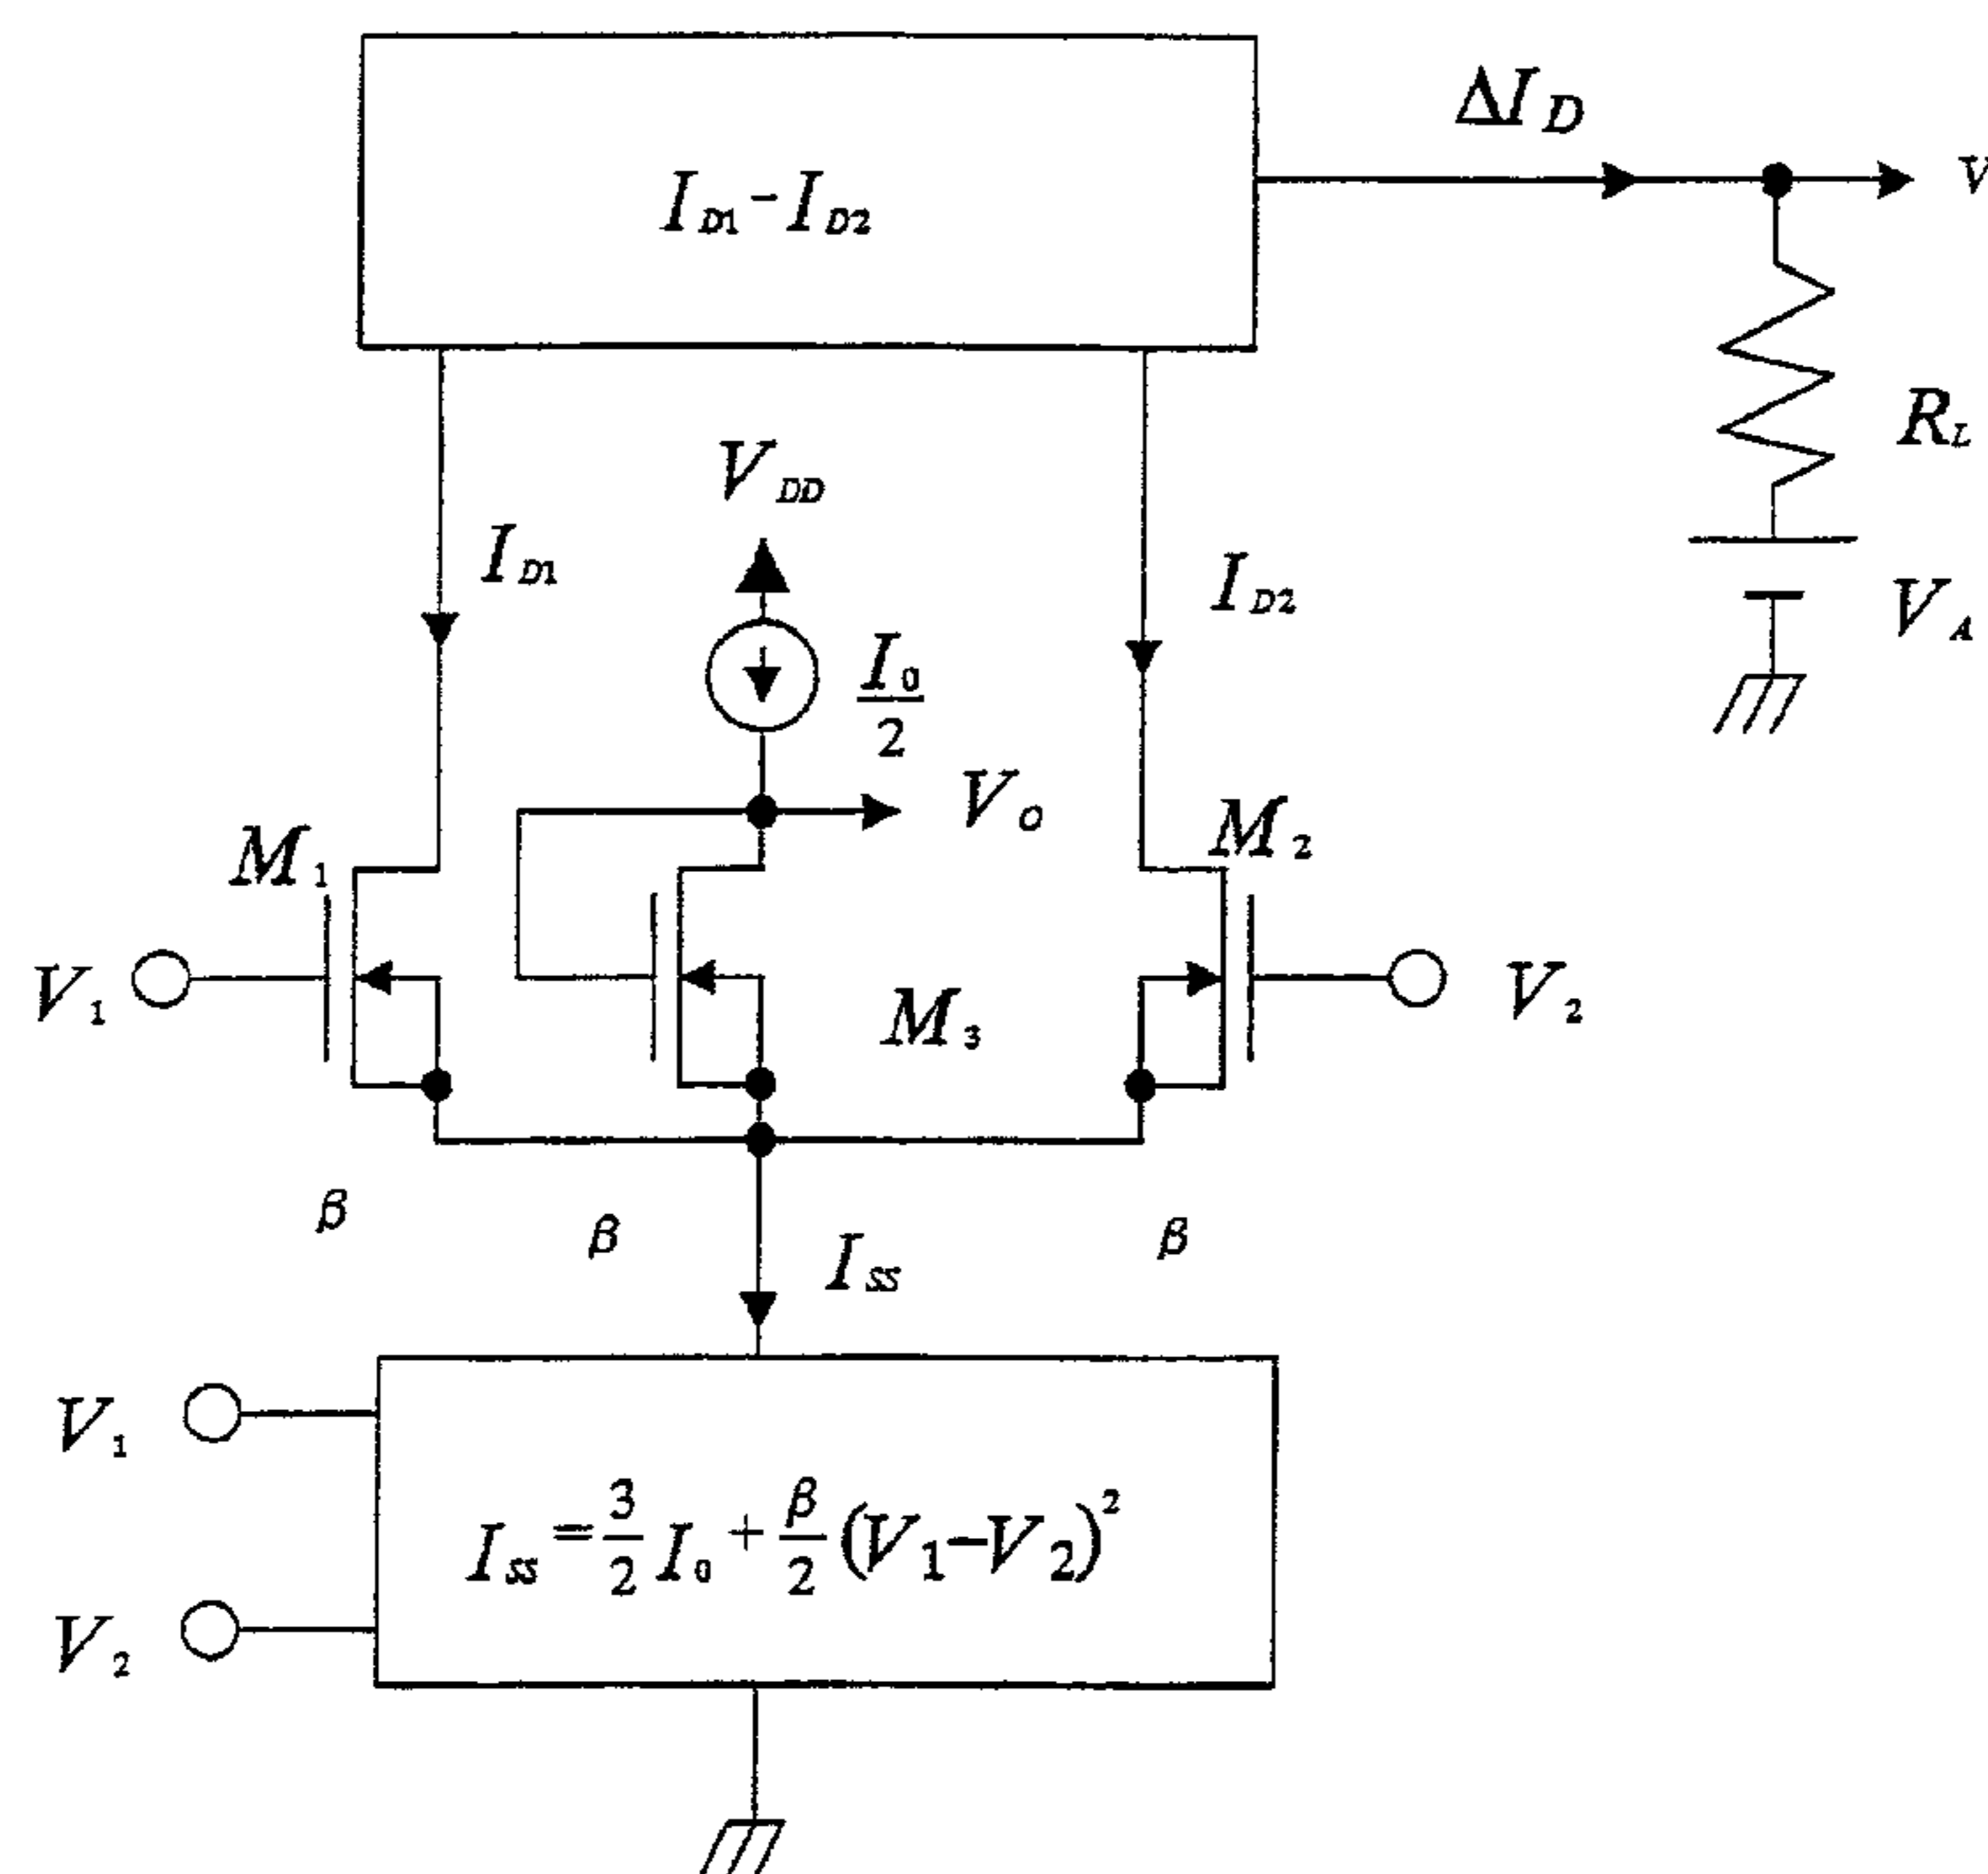 ΔI_D
V
I_D1 - I_D2
R_L
V_DD
I_D1
I_D2
V_A
I_0/2
V_O
M_1
M_2
V_1
M_3
V_2
β
β
β
I_SS
V_1
I_SS = 3/2 I_0 + β/2 (V_1 - V_2)^2
V_2